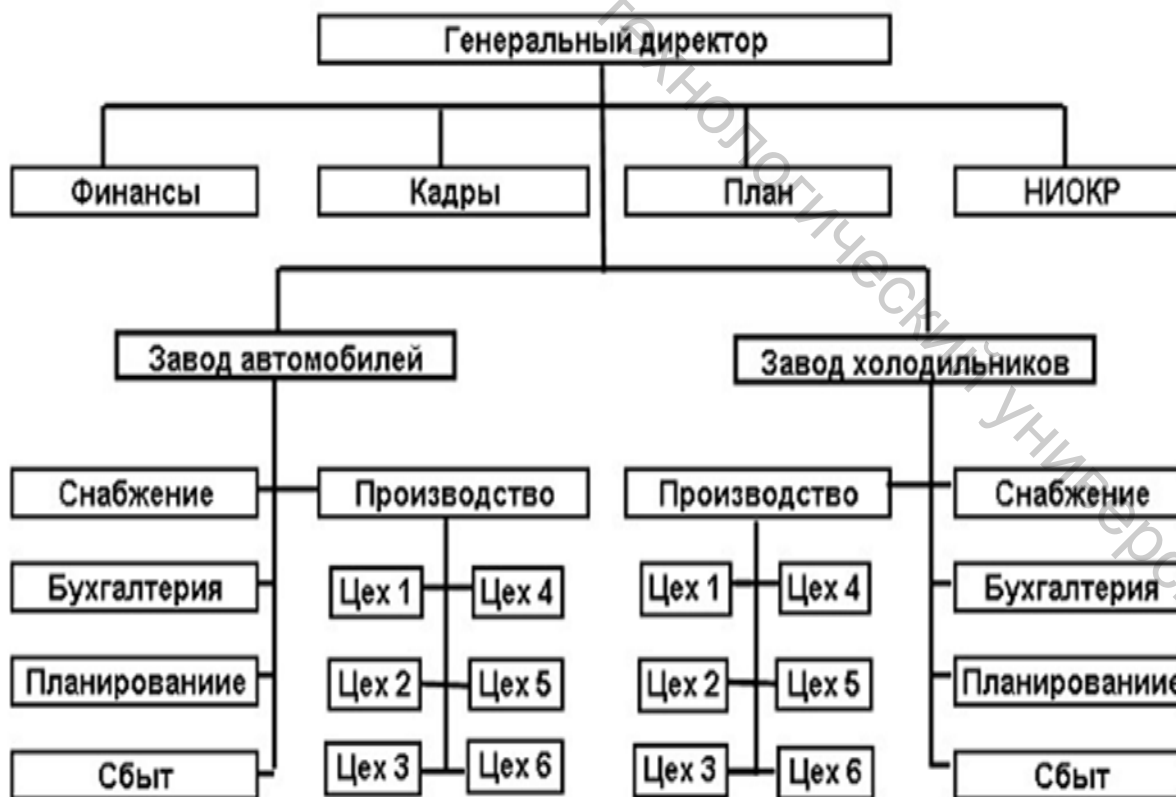 Генеральный директор
Финансы
Кадры
План
НИОКР
Завод автомобилей
Завод холодильников
Снабжение
Производство
Производство
Снабжение
Бухгалтерия
Цех 1
Цех 4
Цех 1
Цех 4
Бухгалтерия
Планированиие
Цех 2
Цех 5
Цех 2
Цех 5
Планированиие
Сбыт
Цех 3
Цех 6
Цех 3
Цех 6
Сбыт
технологический